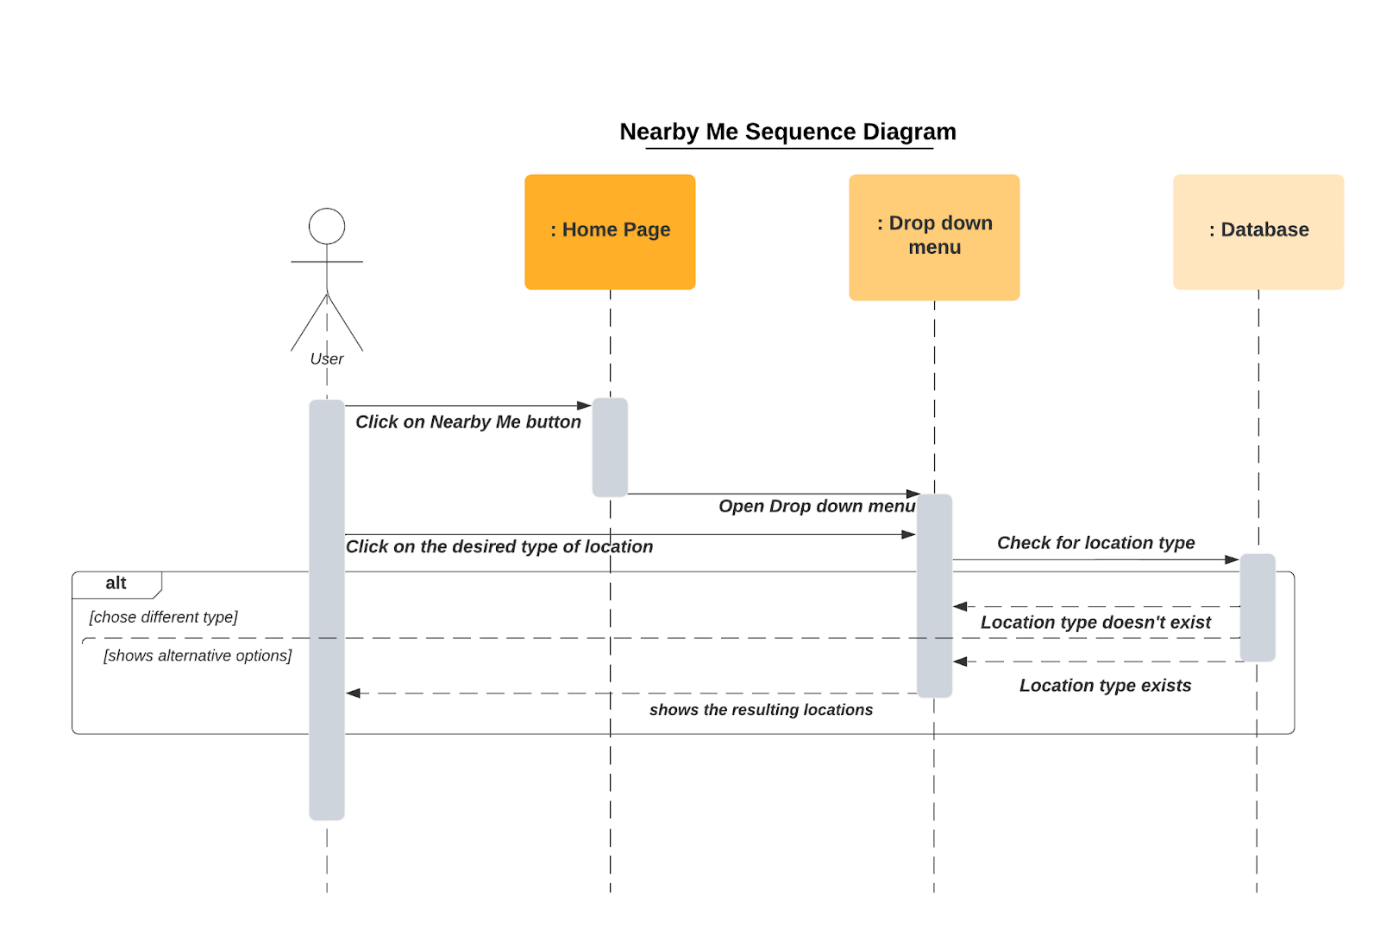 Nearby Me Sequence Diagram
: Home Page
: Drop down
menu
: Database
User
Click on Nearby Me button
Open Drop down menu
Click on the desired type of location
Check for location type
alt
[chose different type]
Location type doesn't exist
[shows alternative options]
Location type exists
shows the resulting locations